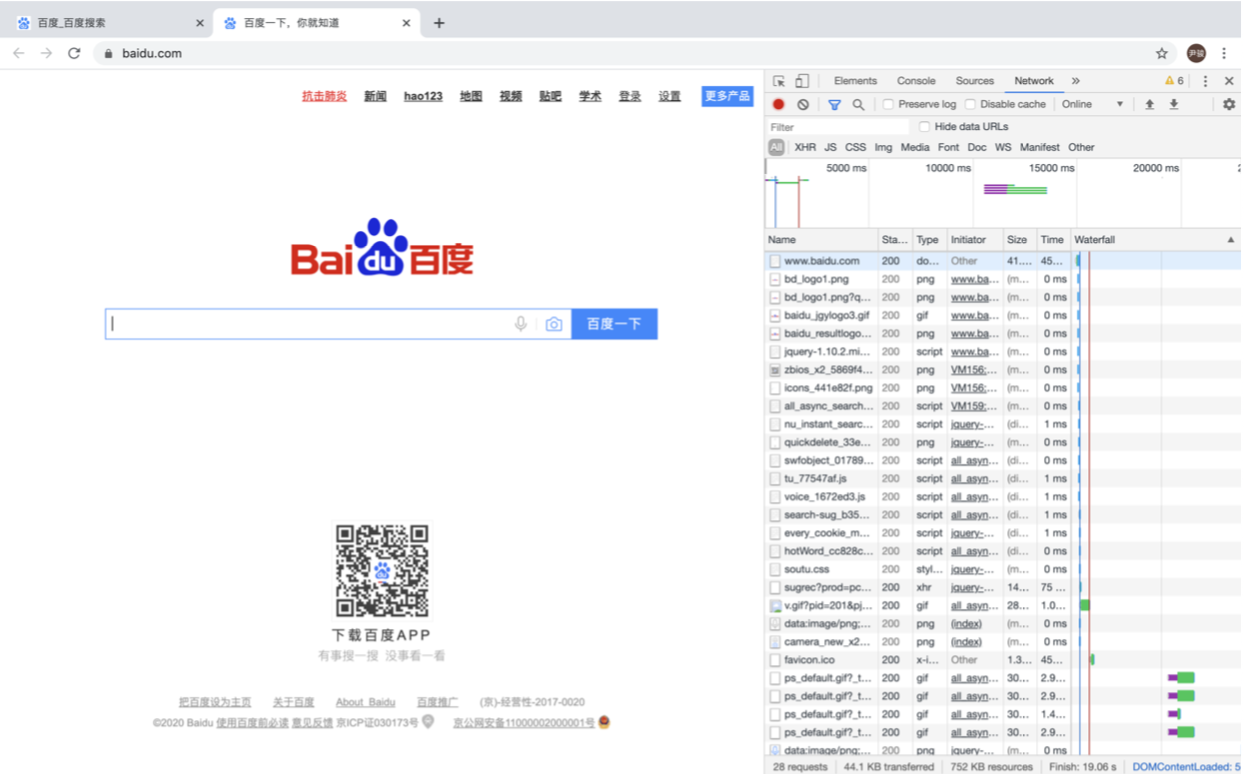 百度_百度搜索
百度一下，你就知道
baidu.com
尹骏
抗击肺炎 新闻 hao123 地图 视频 贴吧 学术 登录 设置 更多产品
Bai du 百度
百度一下
下载百度APP
有事搜一搜 没事看一看
把百度设为主页 关于百度 About Baidu 百度推广 (京)-经营性-2017-0020
©2020 Baidu 使用百度前必读 意见反馈 京ICP证030173号 京公网安备11000002000001号
Elements Console Sources Network » 6
Preserve log Disable cache Online
Filter Hide data URLs
All XHR JS CSS Img Media Font Doc WS Manifest Other
5000 ms 10000 ms 15000 ms 20000 ms 2
Name Sta... Type Initiator Size Time Waterfall
www.baidu.com 200 do... Other 41.... 45...
bd_logo1.png 200 png www.ba... (m... 0 ms
bd_logo1.png?q... 200 png www.ba... (m... 0 ms
baidu_jgylogo3.gif 200 gif www.ba... (m... 0 ms
baidu_resultlogo... 200 png www.ba... (m... 0 ms
jquery-1.10.2.mi... 200 script www.ba... (m... 0 ms
zbios_x2_5869f4... 200 png VM156:... (m... 0 ms
icons_441e82f.png 200 png VM156:... (m... 0 ms
all_async_search... 200 script VM159:... (m... 0 ms
nu_instant_searc... 200 script jquery-... (di... 1 ms
quickdelete_33e... 200 png jquery-... (m... 0 ms
swfobject_01789... 200 script all_asyn... (di... 0 ms
tu_77547af.js 200 script all_asyn... (di... 1 ms
voice_1672ed3.js 200 script all_asyn... (di... 1 ms
search-sug_b35... 200 script all_asyn... (di... 1 ms
every_cookie_m... 200 script jquery-... (di... 1 ms
hotWord_cc828c... 200 script all_asyn... (di... 0 ms
soutu.css 200 styl... jquery-... (m... 0 ms
sugrec?prod=pc... 200 xhr jquery-... 14... 75 ...
v.gif?pid=201&pj... 200 gif all_asyn... 28... 1.0...
data:image/png;... 200 png (index) (m... 0 ms
camera_new_x2... 200 png (index) (m... 0 ms
favicon.ico 200 x-i... Other 1.3... 45...
ps_default.gif?_t... 200 gif all_asyn... 30... 2.9...
ps_default.gif?_t... 200 gif all_asyn... 30... 2.9...
ps_default.gif?_t... 200 gif all_asyn... 30... 1.4...
ps_default.gif?_t... 200 gif all_asyn... 30... 2.9...
data:image/png;... 200 png jquery-... (m... 0 ms
28 requests 44.1 KB transferred 752 KB resources Finish: 19.06 s DOMContentLoaded: 5